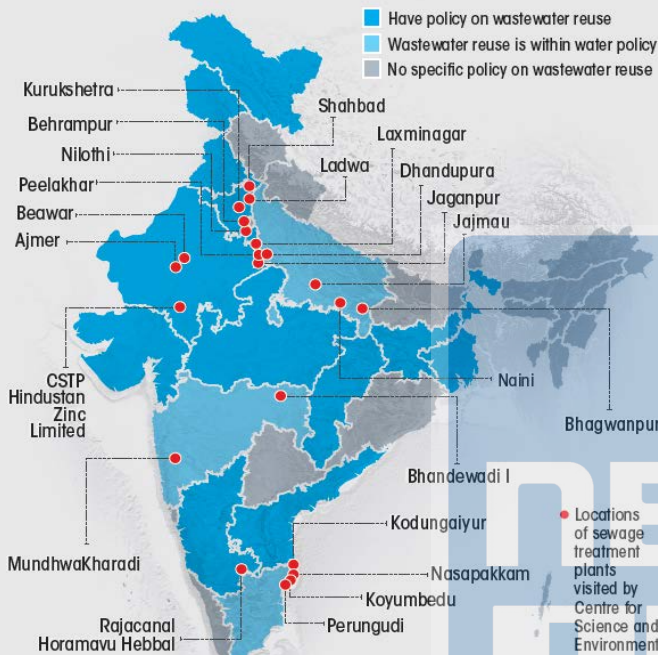 Have policy on wastewater reuse
Wastewater reuse is within water policy
No specific policy on wastewater reuse
Kurukshetra
Behrampur
Nilothi
Peelakhar
Beawar
Ajmer
Shahbad
Ladwa
Laxminagar
Dhandupura
Jaganpur
Jajmau
CSTP
Hindustan
Zinc
Limited
Naini
Bhagwanpur
Bhandewadi I
MundhwaKharadi
Kodungaiyur
Nasapakkam
Koyumbedu
Perungudi
Rajacanal
Horamavu Hebbal
Locations
of sewage
treatment
plants
visited by
Centre for
Science and
Environment